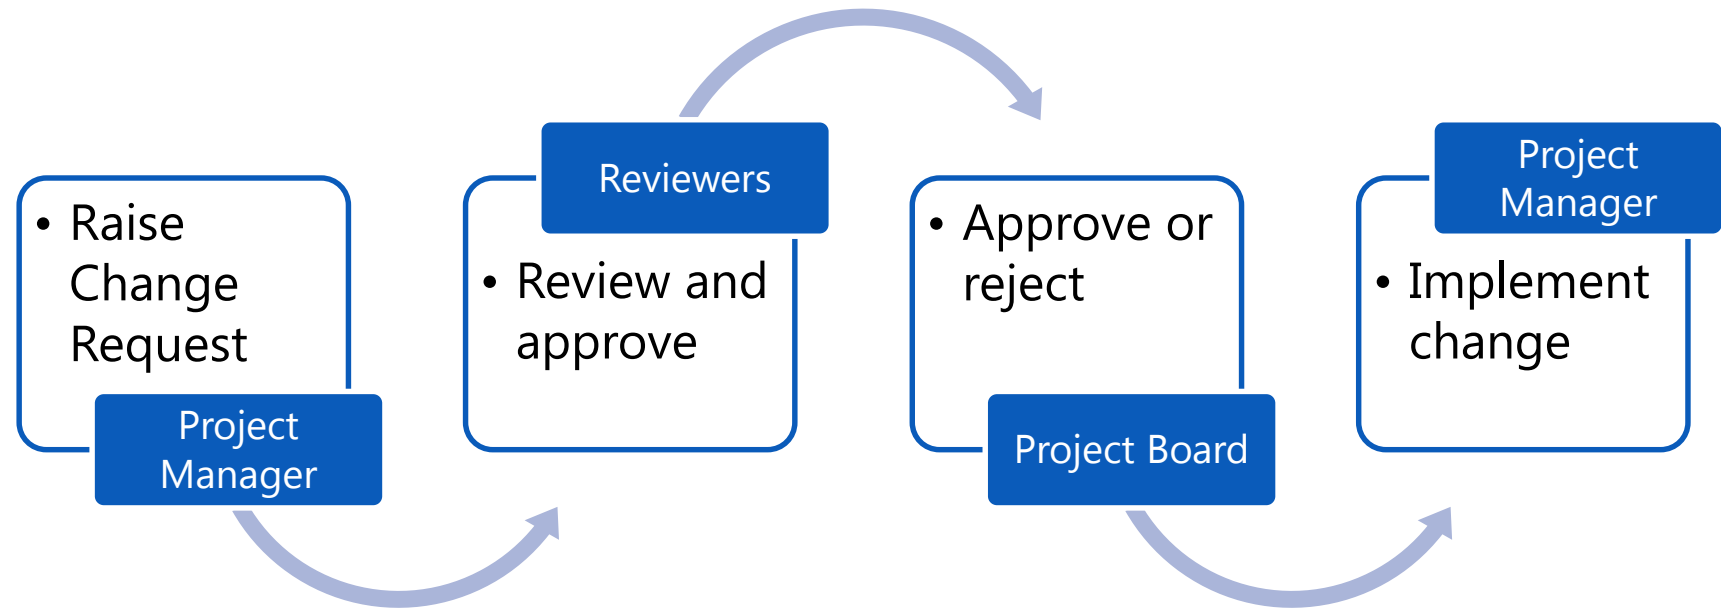 • Raise
Change
Request
Project
Manager
Reviewers
• Review and
approve
• Approve or
reject
Project Board
Project
Manager
• Implement
change